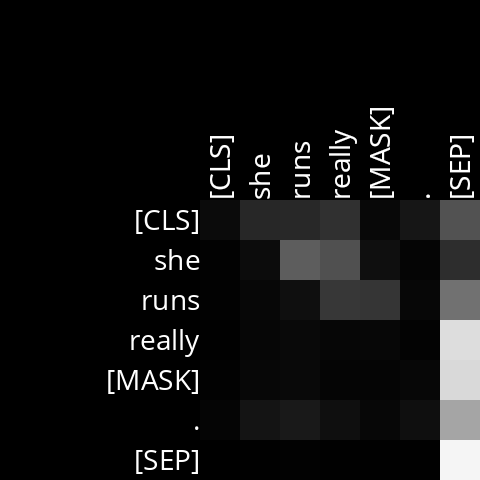 [CLS] she runs really [MASK] . [SEP]
[CLS]
she
runs
really
[MASK]
.
[SEP]